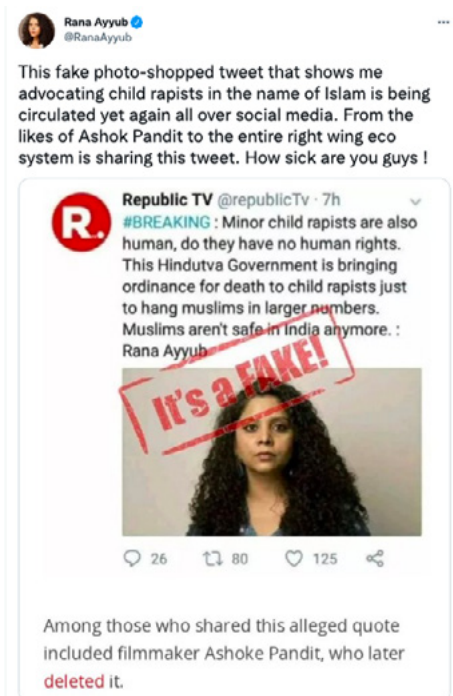 Rana Ayyub
@RanaAyyub
This fake photo-shopped tweet that shows me
advocating child rapists in the name of Islam is being
circulated yet again all over social media. From the
likes of Ashok Pandit to the entire right wing eco
system is sharing this tweet. How sick are you guys !
R.
Republic TV @republicTv · 7h
#BREAKING : Minor child rapists are also
human, do they have no human rights.
This Hindutva Government is bringing
ordinance for death to child rapists just
to hang muslims in larger numbers.
Muslims aren't safe in India anymore. :
Rana Ayyub
It's a FAKE!
26 80 125
Among those who shared this alleged quote
included filmmaker Ashoke Pandit, who later
deleted it.